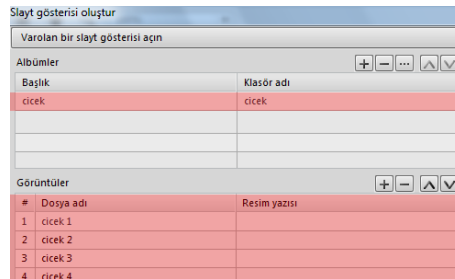 Slayt gösterisi oluştur
Varolan bir slayt gösterisi açın
Albümler
Başlık Klasör adı
cicek cicek
Görüntüler
# Dosya adı Resim yazısı
1 cicek 1
2 cicek 2
3 cicek 3
4 cicek 4